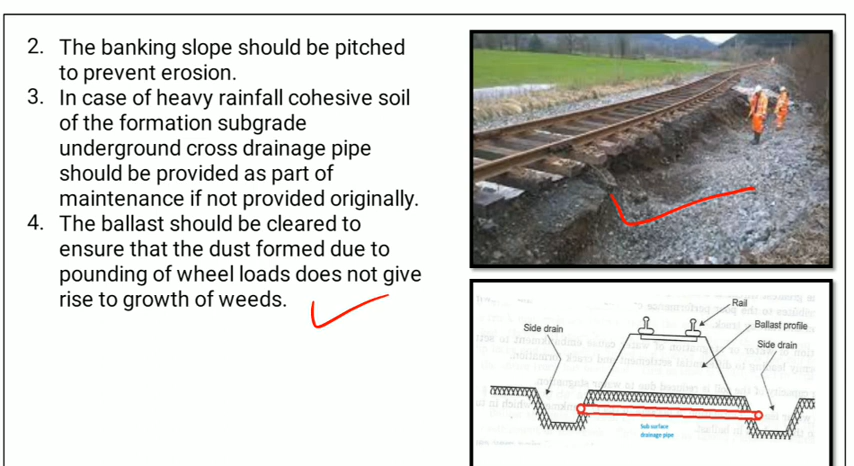 2. The banking slope should be pitched
to prevent erosion.
3. In case of heavy rainfall cohesive soil
of the formation subgrade
underground cross drainage pipe
should be provided as part of
maintenance if not provided originally.
4. The ballast should be cleared to
ensure that the dust formed due to
pounding of wheel loads does not give
rise to growth of weeds.
Rail
Ballast profile
Side drain
Side drain
Sub surface
drainage pipe